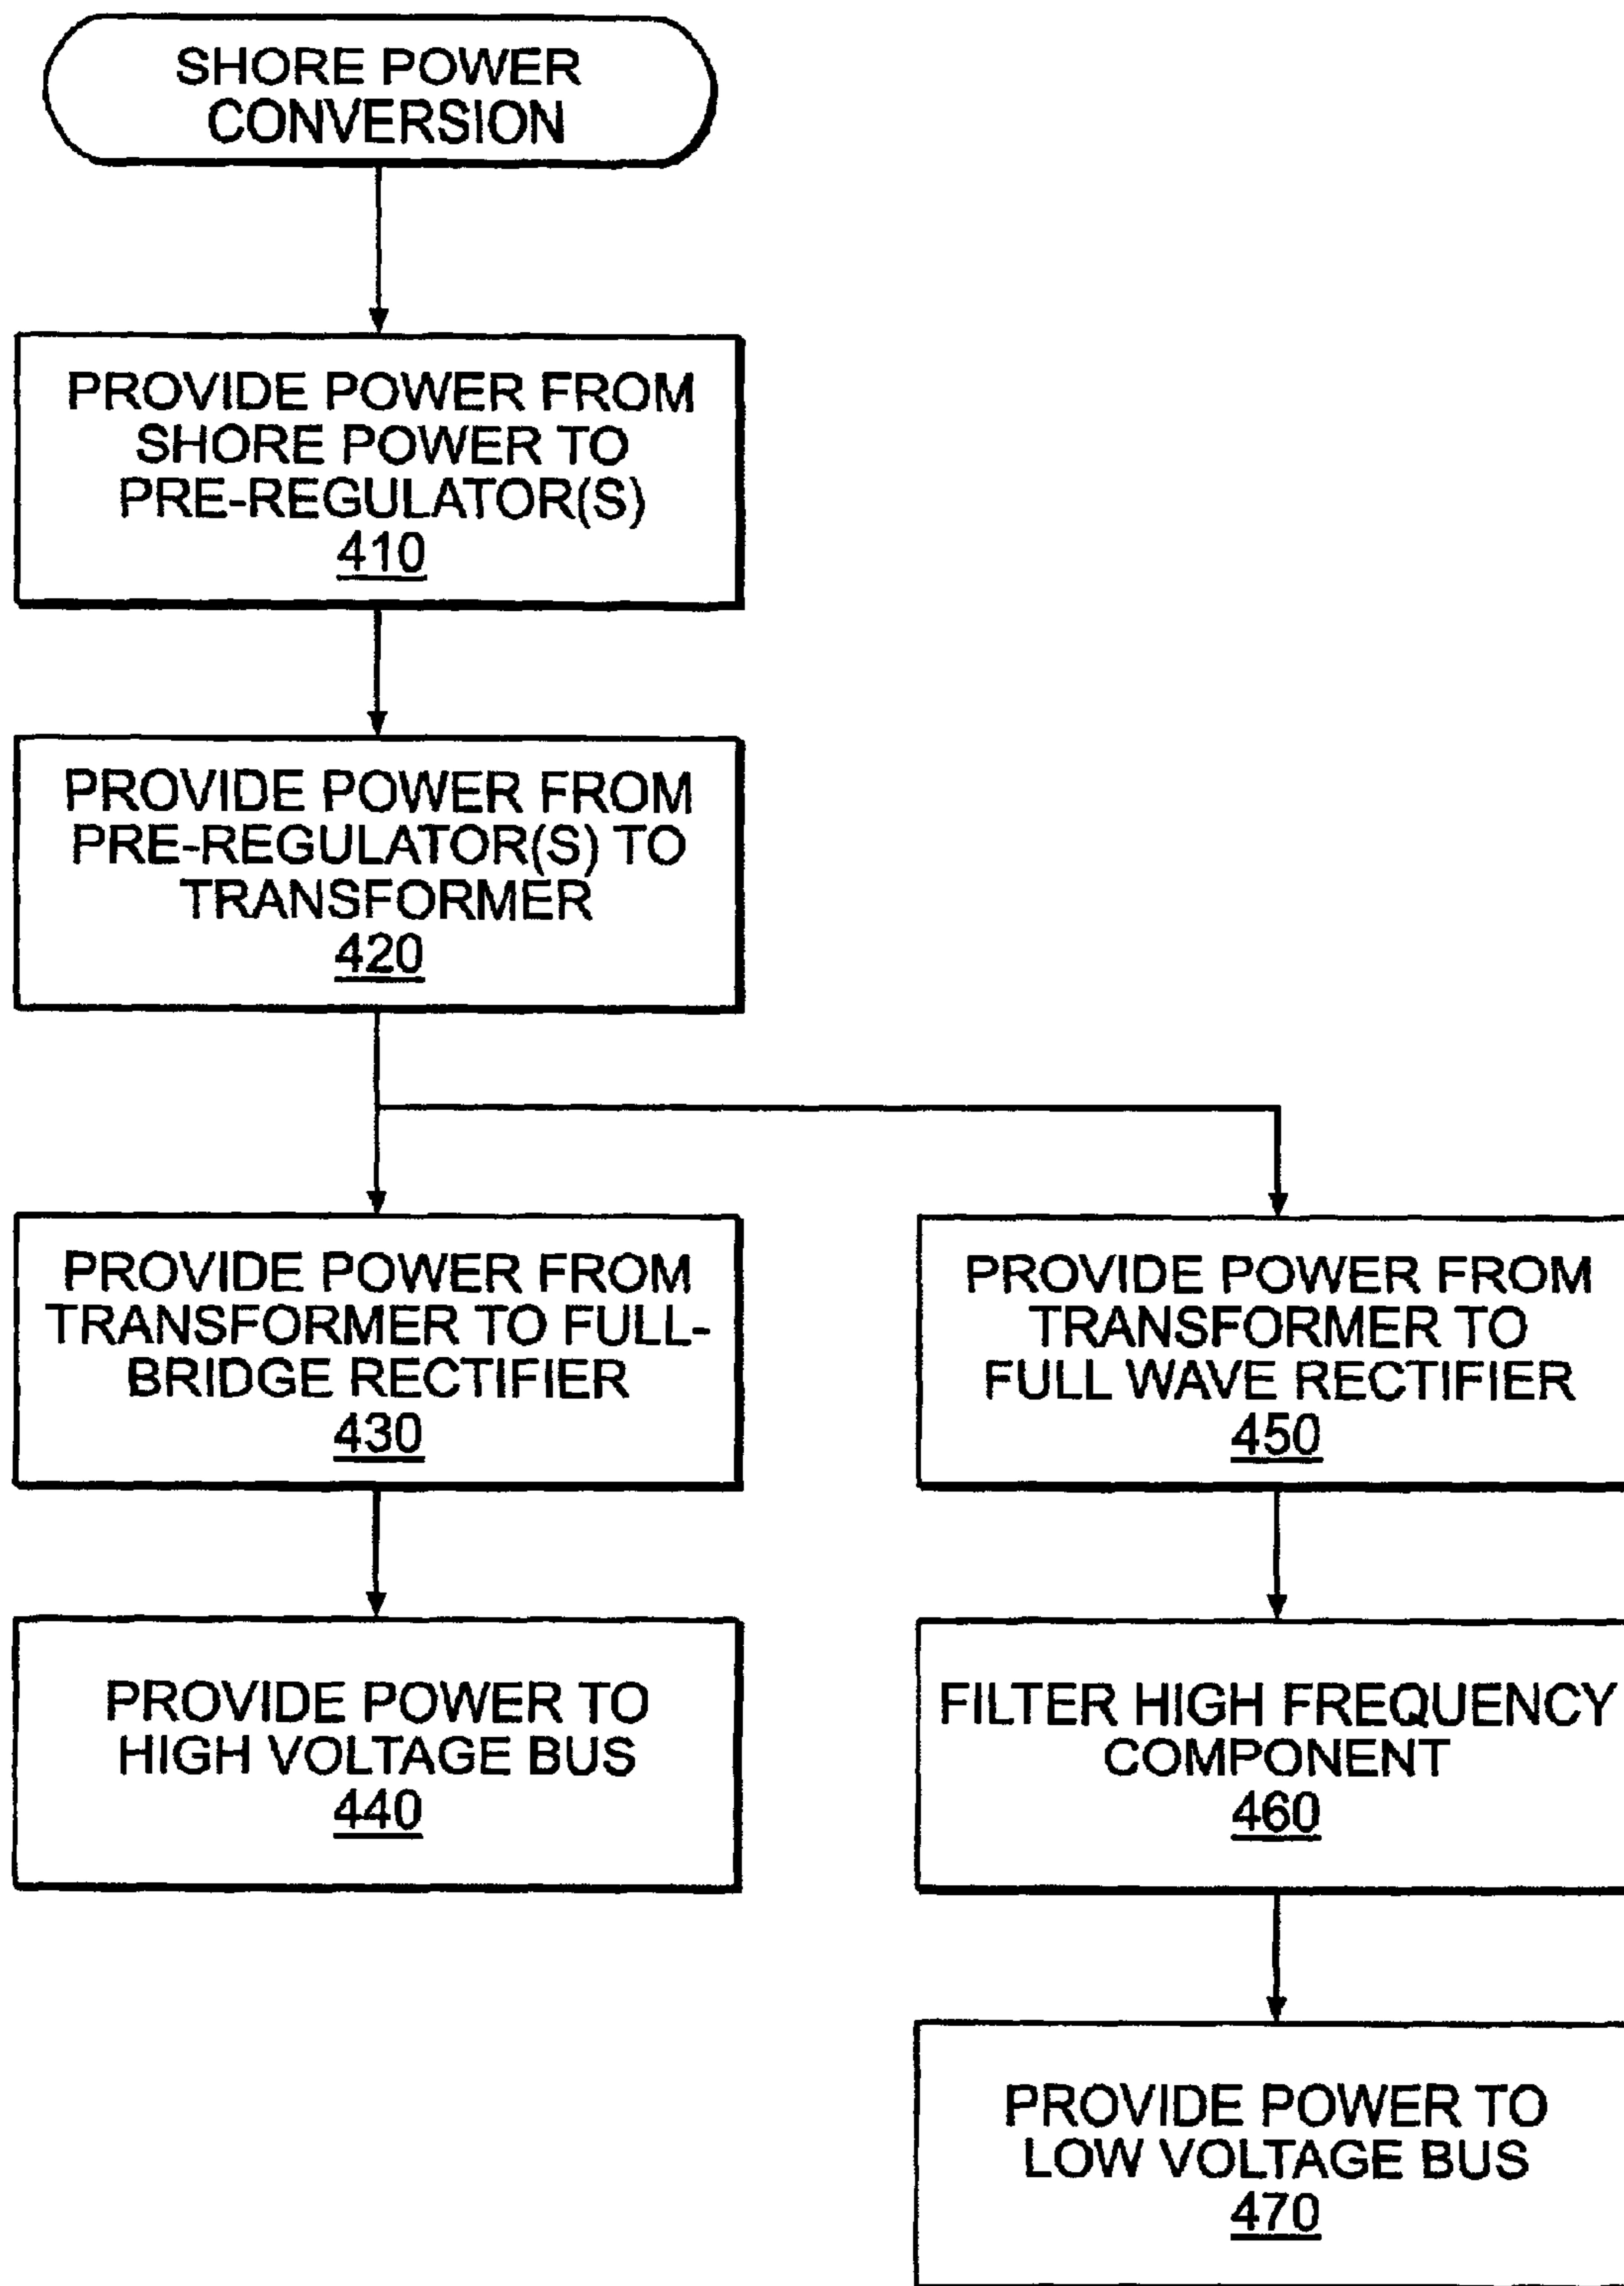 SHORE POWER
CONVERSION
PROVIDE POWER FROM
SHORE POWER TO
PRE-REGULATOR(S)
410
PROVIDE POWER FROM
PRE-REGULATOR(S) TO
TRANSFORMER
420
PROVIDE POWER FROM
TRANSFORMER TO FULL-
BRIDGE RECTIFIER
430
PROVIDE POWER TO
HIGH VOLTAGE BUS
440
PROVIDE POWER FROM
TRANSFORMER TO
FULL WAVE RECTIFIER
450
FILTER HIGH FREQUENCY
COMPONENT
460
PROVIDE POWER TO
LOW VOLTAGE BUS
470